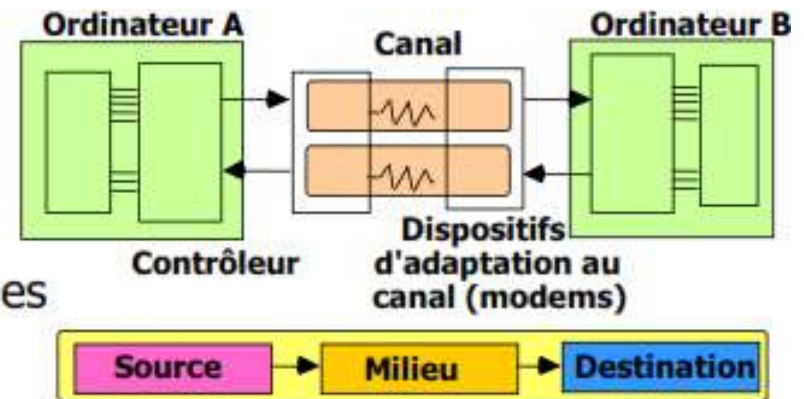 Ordinateur A
Canal
Ordinateur B
Contrôleur
Dispositifs
d'adaptation au
canal (modems)
es
Source
Milieu
Destination